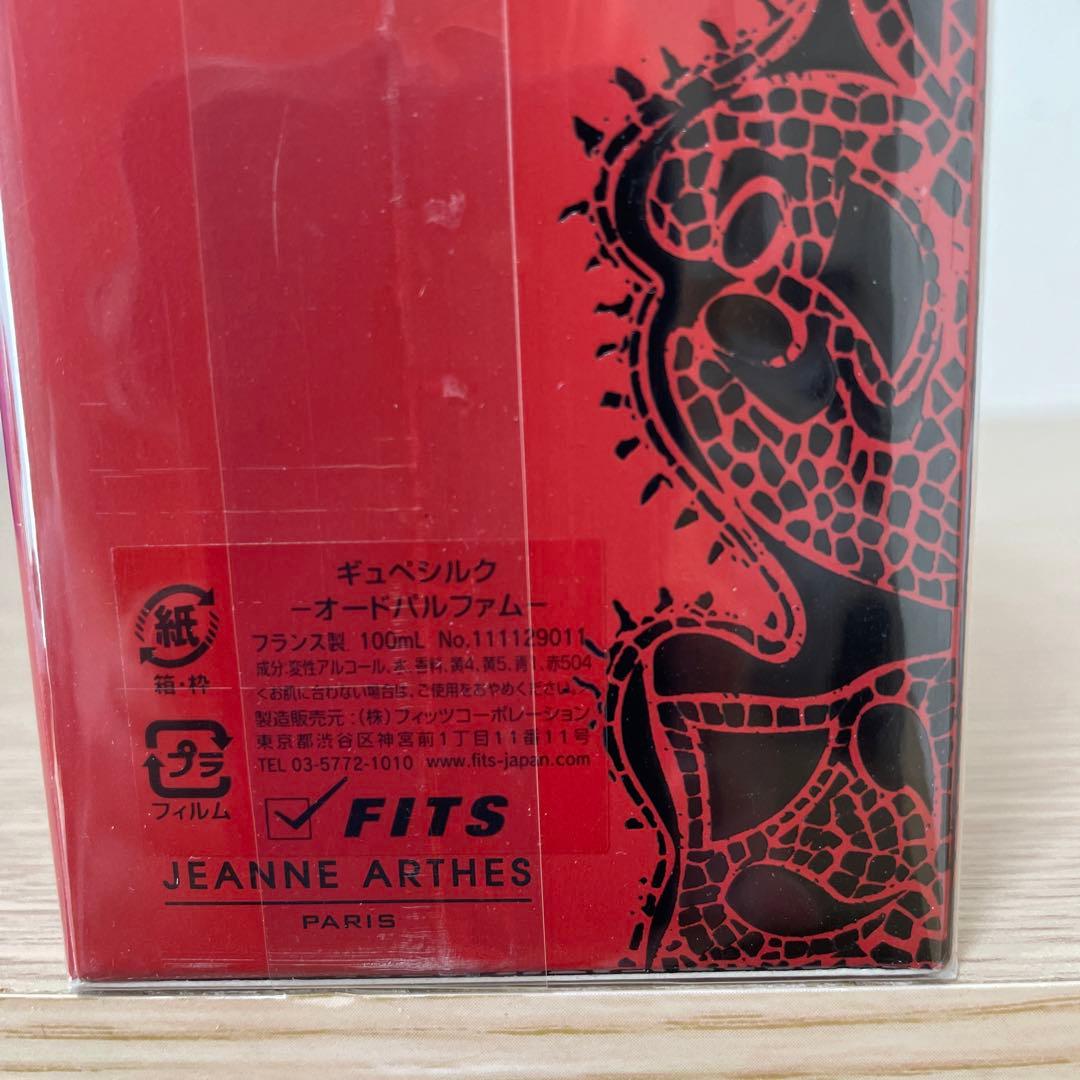 ギュペシルク
-オードパルファム-
フランス製 100mL No.111129011
成分:変性アルコール、水、香料、黄4、黄5、青1、赤504
<お肌に合わない場合は、ご使用をおやめください。>
製造販売元:(株)フィッツコーポレーション
東京都渋谷区神宮前1丁目11番11号
TEL 03-5772-1010 www.fits-japan.com
紙
箱・枠
プラ
フィルム
FITS
JEANNE ARTHES
PARIS